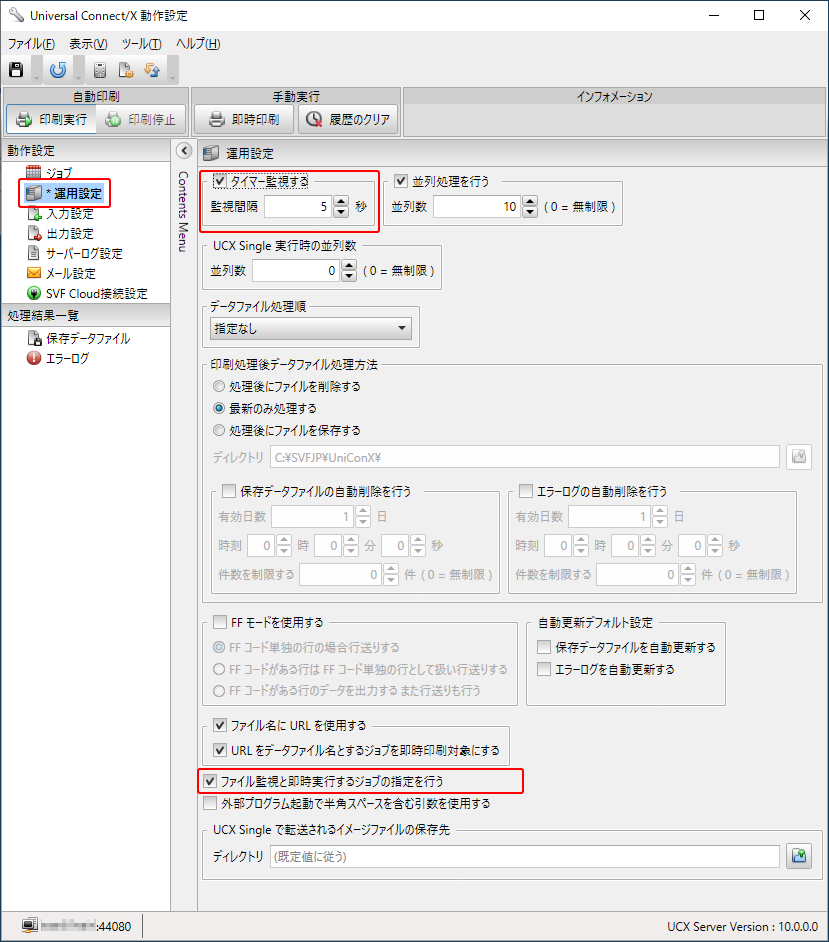 Universal Connect/X 動作設定
ファイル(F) 表示(V) ツール(T) ヘルプ(H)
自動印刷 手動実行 インフォメーション
印刷実行 印刷停止 即時印刷 履歴のクリア
動作設定
ジョブ
* 運用設定
入力設定
出力設定
サーバーログ設定
メール設定
SVF Cloud接続設定
処理結果一覧
保存データファイル
エラーログ
Contents Menu
運用設定
タイマー監視する
監視間隔 5 秒
並列処理を行う
並列数 10 ( 0 = 無制限 )
UCX Single 実行時の並列数
並列数 0 ( 0 = 無制限 )
データファイル処理順
指定なし
印刷処理後データファイル処理方法
処理後にファイルを削除する
最新のみ処理する
処理後にファイルを保存する
ディレクトリ C:¥SVFJP¥UniConX¥
保存データファイルの自動削除を行う
有効日数 1 日
時刻 0 時 0 分 0 秒
件数を制限する 0 件 ( 0 = 無制限 )
エラーログの自動削除を行う
有効日数 1 日
時刻 0 時 0 分 0 秒
件数を制限する 0 件 ( 0 = 無制限 )
FF モードを使用する
FF コード単独の行の場合行送りする
FF コードがある行は FF コード単独の行として扱い行送りする
FF コードがある行のデータを出力する また行送りも行う
自動更新デフォルト設定
保存データファイルを自動更新する
エラーログを自動更新する
ファイル名に URL を使用する
URL をデータファイル名とするジョブを即時印刷対象にする
ファイル監視と即時実行するジョブの指定を行う
外部プログラム起動で半角スペースを含む引数を使用する
UCX Single で転送されるイメージファイルの保存先
ディレクトリ (既定値に従う)
:44080
UCX Server Version : 10.0.0.0